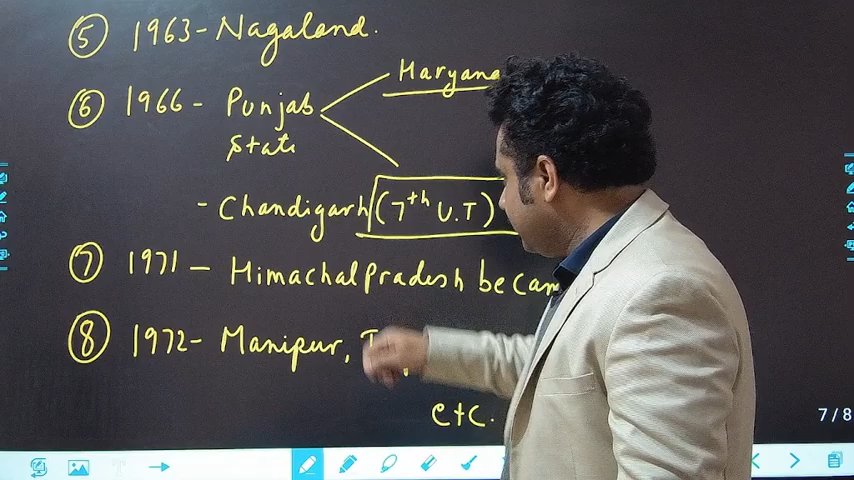 ⑤ 1963 - Nagaland.
⑥ 1966 - Punjab Haryana
State
- Chandigarh (7th U.T)
⑦ 1971 - Himachal Pradesh
⑧ 1972 - Manipur,
etc.
7/8